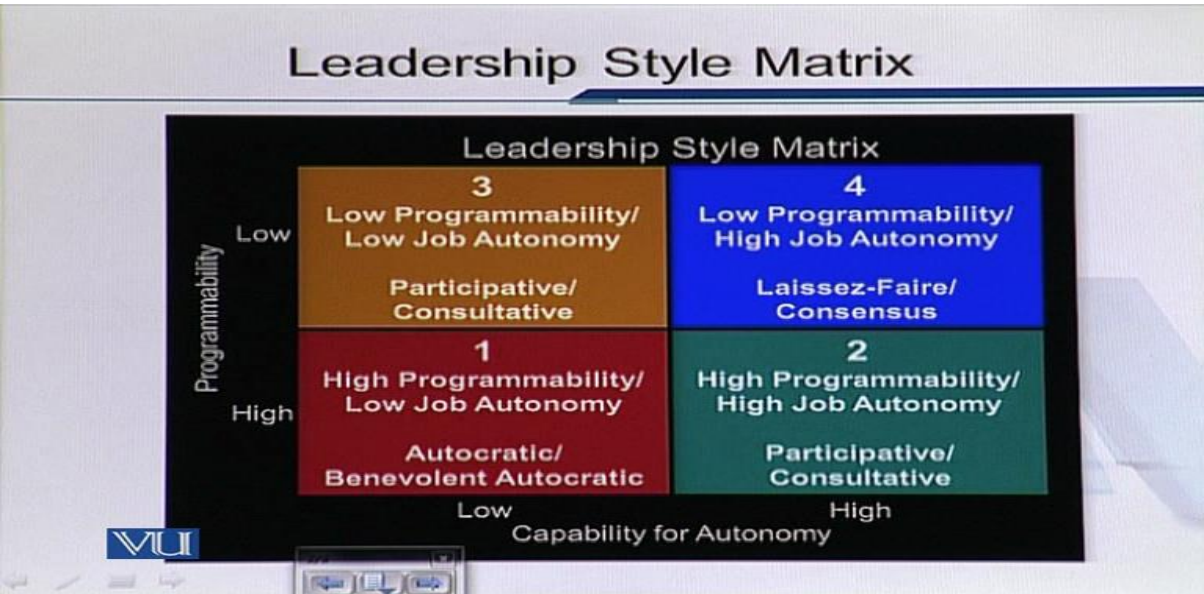 Leadership Style Matrix
Leadership Style Matrix
Programmability
Low
3
Low Programmability/
Low Job Autonomy
Participative/
Consultative
4
Low Programmability/
High Job Autonomy
Laissez-Faire/
Consensus
High
1
High Programmability/
Low Job Autonomy
Autocratic/
Benevolent Autocratic
2
High Programmability/
High Job Autonomy
Participative/
Consultative
Low
High
Capability for Autonomy
VU